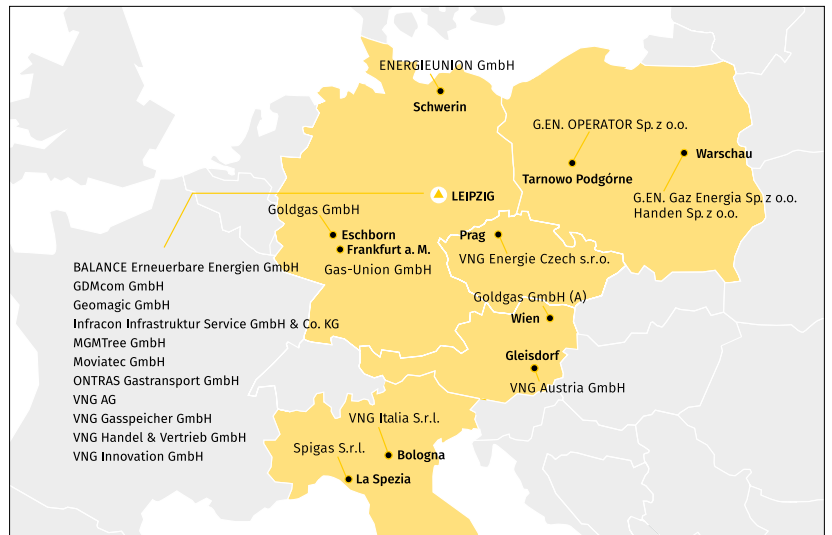 ENERGIEUNION GmbH
Schwerin
G.EN. OPERATOR Sp. z o.o.
Warschau
Tarnowo Podgórne
G.EN. Gaz Energia Sp. z o.o.
Handen Sp. z o.o.
LEIPZIG
Goldgas GmbH
Eschborn
Frankfurt a. M.
Gas-Union GmbH
Prag
VNG Energie Czech s.r.o.
BALANCE Erneuerbare Energien GmbH
GDMcom GmbH
Geomagic GmbH
Infracon Infrastruktur Service GmbH & Co. KG
MGMTree GmbH
Moviatec GmbH
ONTRAS Gastransport GmbH
VNG AG
VNG Gasspeicher GmbH
VNG Handel & Vertrieb GmbH
VNG Innovation GmbH
Goldgas GmbH (A)
Wien
Gleisdorf
VNG Austria GmbH
VNG Italia S.r.l.
Bologna
Spigas S.r.l.
La Spezia